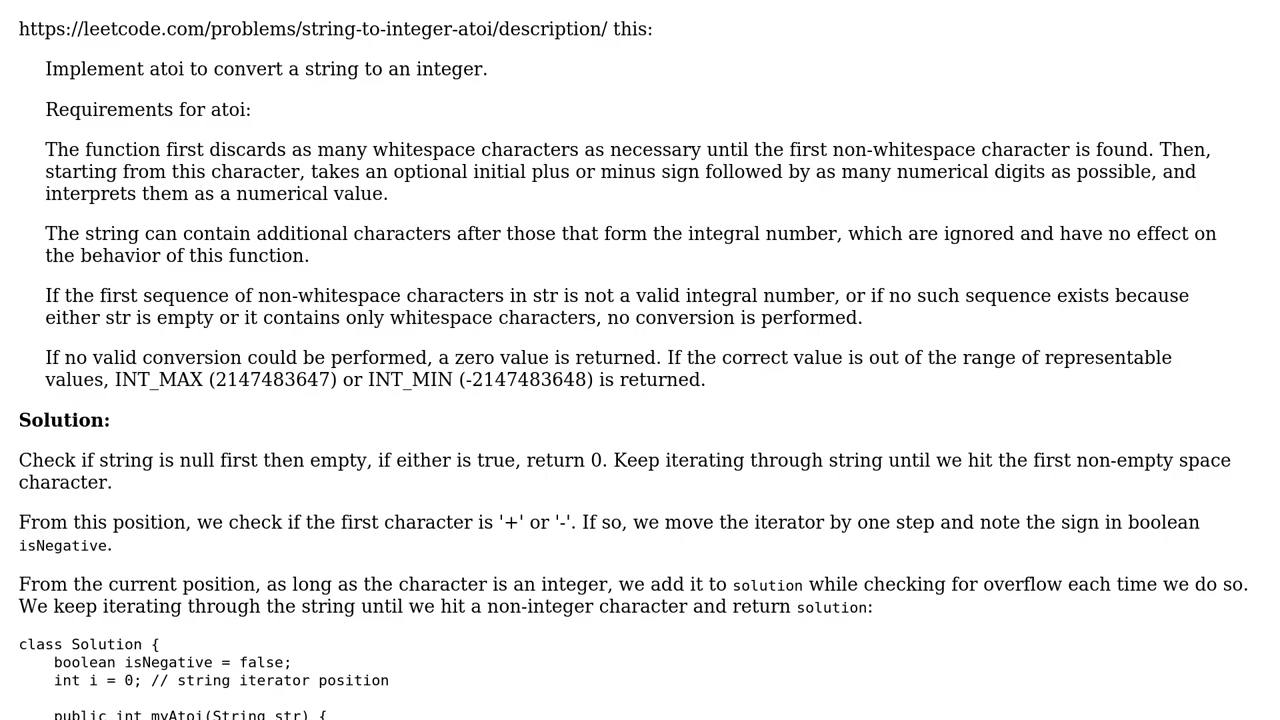 https://leetcode.com/problems/string-to-integer-atoi/description/ this:
Implement atoi to convert a string to an integer.
Requirements for atoi:
The function first discards as many whitespace characters as necessary until the first non-whitespace character is found. Then,
starting from this character, takes an optional initial plus or minus sign followed by as many numerical digits as possible, and
interprets them as a numerical value.
The string can contain additional characters after those that form the integral number, which are ignored and have no effect on
the behavior of this function.
If the first sequence of non-whitespace characters in str is not a valid integral number, or if no such sequence exists because
either str is empty or it contains only whitespace characters, no conversion is performed.
If no valid conversion could be performed, a zero value is returned. If the correct value is out of the range of representable
values, INT_MAX (2147483647) or INT_MIN (-2147483648) is returned.
Solution:
Check if string is null first then empty, if either is true, return 0. Keep iterating through string until we hit the first non-empty space
character.
From this position, we check if the first character is '+' or '-'. If so, we move the iterator by one step and note the sign in boolean
isNegative.
From the current position, as long as the character is an integer, we add it to solution while checking for overflow each time we do so.
We keep iterating through the string until we hit a non-integer character and return solution:
class Solution {
    boolean isNegative = false;
    int i = 0; // string iterator position
    public int myAtoi(String str) {